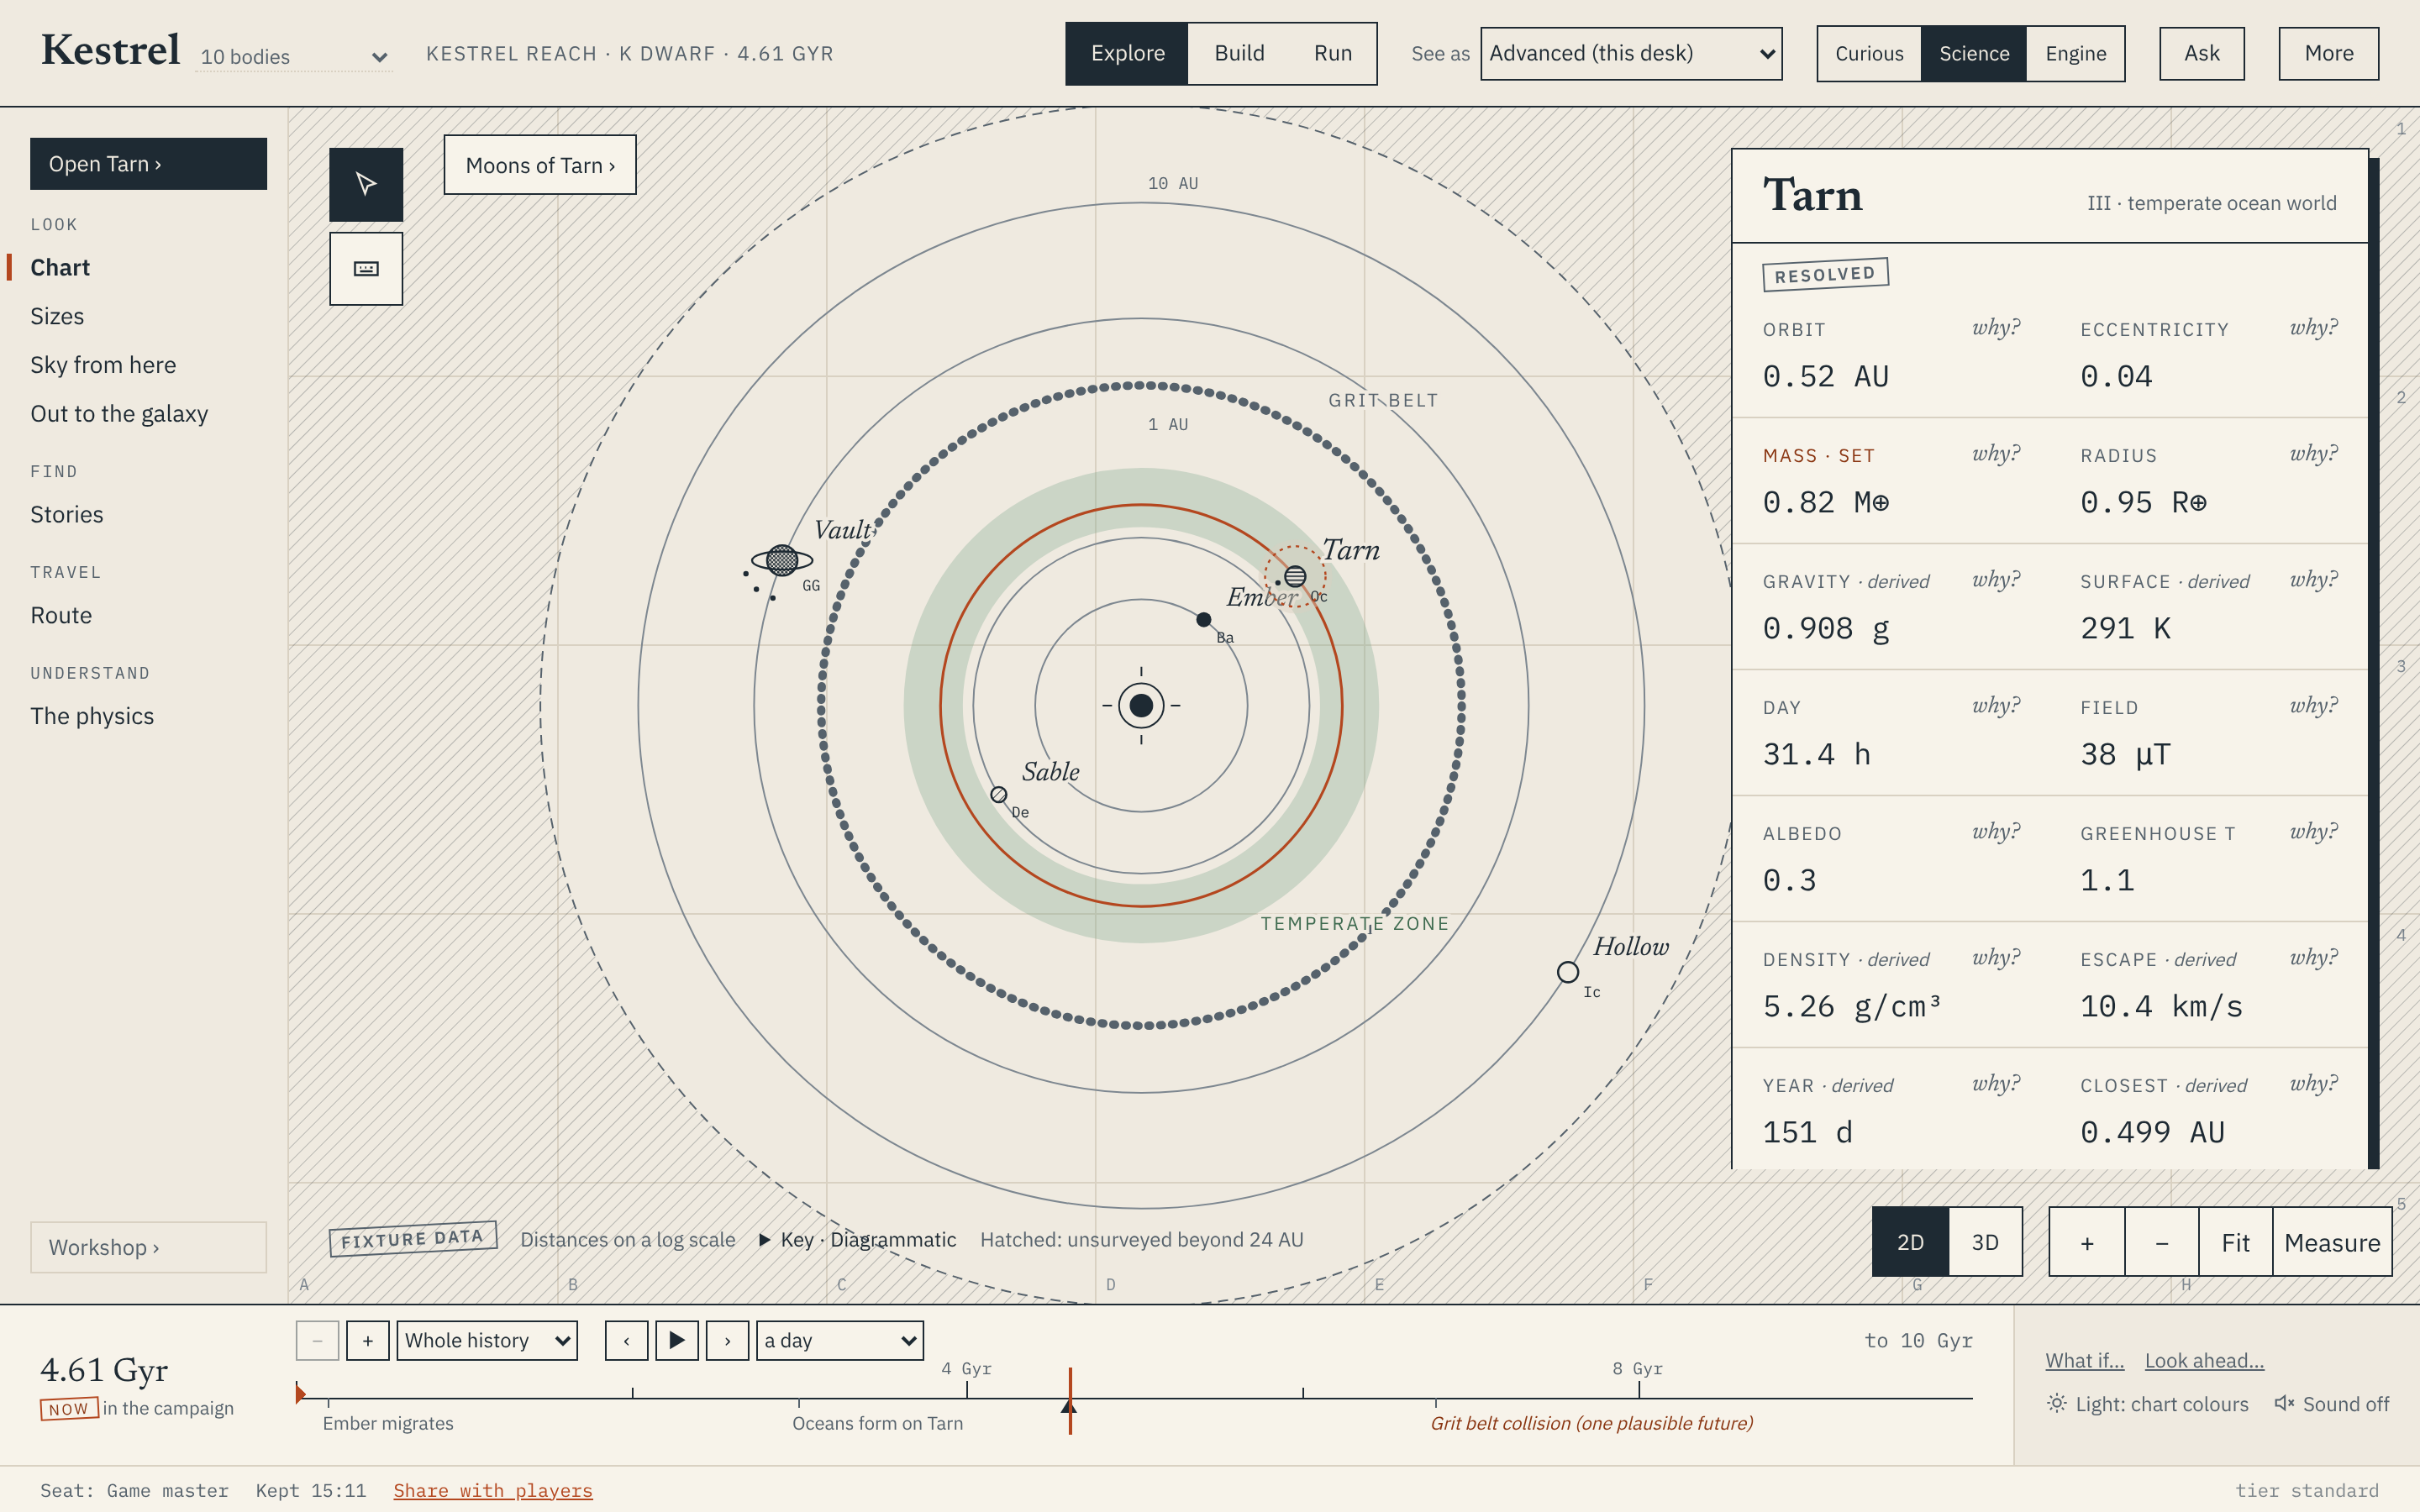 Kestrel
10 bodies
KESTREL REACH · K DWARF · 4.61 GYR
Explore
Build
Run
See as
Advanced (this desk)
Curious
Science
Engine
Ask
More
Open Tarn ›
LOOK
Chart
Sizes
Sky from here
Out to the galaxy
FIND
Stories
TRAVEL
Route
UNDERSTAND
The physics
Workshop ›
Moons of Tarn ›
10 AU
GRIT BELT
1 AU
Vault
GG
Tarn
Oc
Ember
Ba
Sable
De
TEMPERATE ZONE
Hollow
Ic
1
2
3
4
5
Tarn
III · temperate ocean world
RESOLVED
ORBIT why? ECCENTRICITY why?
0.52 AU 0.04
MASS · SET why? RADIUS why?
0.82 M⊕ 0.95 R⊕
GRAVITY · derived why? SURFACE · derived why?
0.908 g 291 K
DAY why? FIELD why?
31.4 h 38 µT
ALBEDO why? GREENHOUSE T why?
0.3 1.1
DENSITY · derived why? ESCAPE · derived why?
5.26 g/cm³ 10.4 km/s
YEAR · derived why? CLOSEST · derived why?
151 d 0.499 AU
FIXTURE DATA
Distances on a log scale
Key · Diagrammatic
Hatched: unsurveyed beyond 24 AU
2D
3D
+
−
Fit
Measure
A B C D E F G H
4.61 Gyr
NOW in the campaign
−
+
Whole history
‹
›
a day
to 10 Gyr
4 Gyr
8 Gyr
Ember migrates
Oceans form on Tarn
Grit belt collision (one plausible future)
What if…
Look ahead…
Light: chart colours
Sound off
Seat: Game master
Kept 15:11
Share with players
tier standard